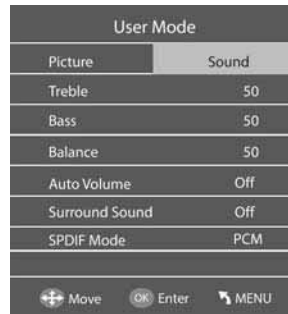 User Mode
Picture Sound
Treble 50
Bass 50
Balance 50
Auto Volume Off
Surround Sound Off
SPDIF Mode PCM
Move OK Enter MENU